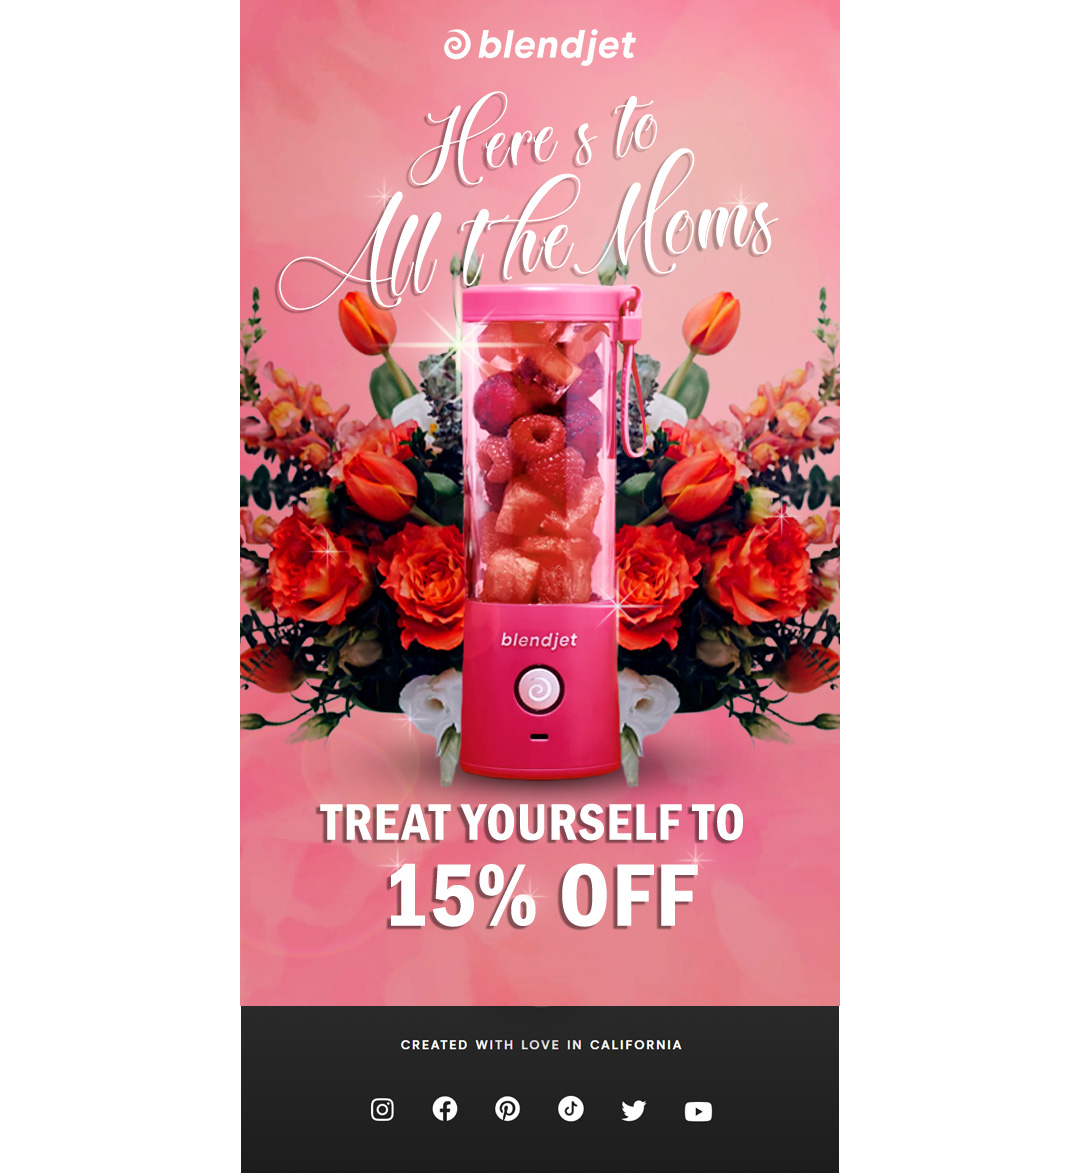 blendjet
Here s to
All the Moms
blendjet
TREAT YOURSELF TO
15% OFF
CREATED WITH LOVE IN CALIFORNIA